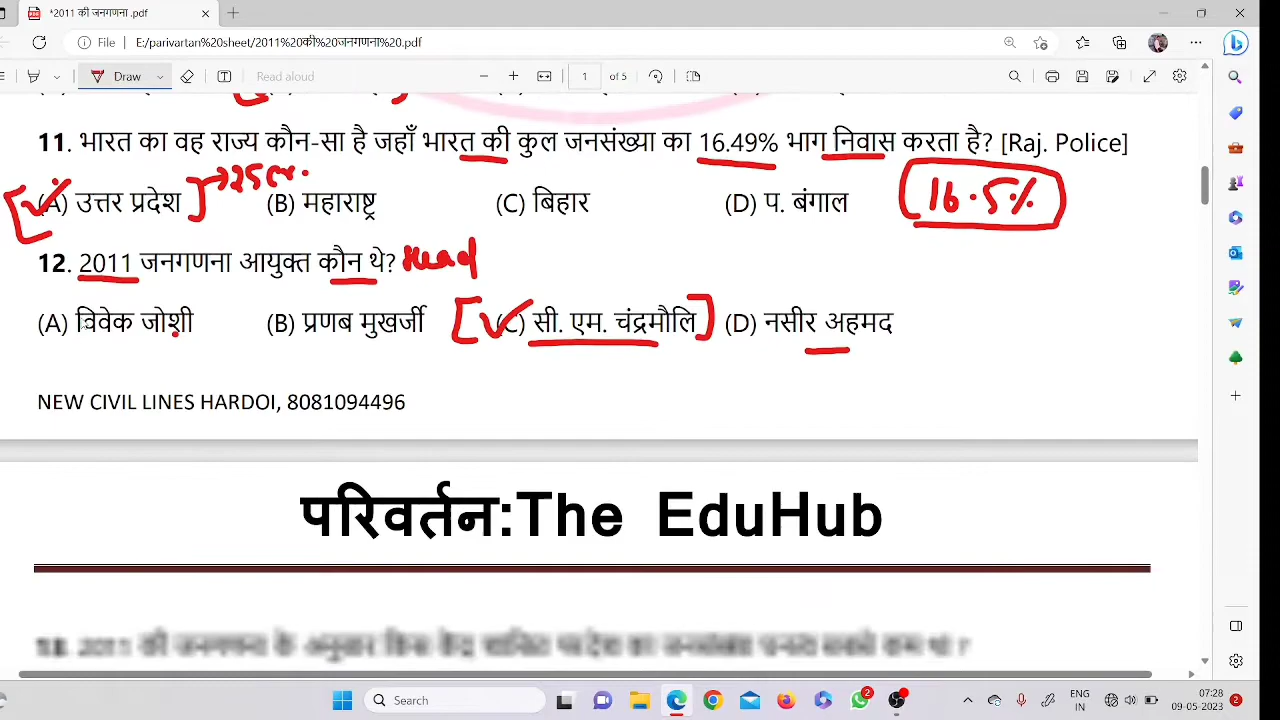 *2011 की जनगणना .pdf
File E:/parivartan%20sheet/2011%20की%20जनगणना%20.pdf
Draw Read aloud 1 of 5
11. भारत का वह राज्य कौन-सा है जहाँ भारत की कुल जनसंख्या का 16.49% भाग निवास करता है? [Raj. Police]
(A) उत्तर प्रदेश (B) महाराष्ट्र (C) बिहार (D) प. बंगाल 16.5%
12. 2011 जनगणना आयुक्त कौन थे? Head
(A) विवेक जोशी (B) प्रणब मुखर्जी (C) सी. एम. चंद्रमौलि (D) नसीर अहमद
NEW CIVIL LINES HARDOI, 8081094496
परिवर्तन:The EduHub
Search 2 ENG IN 07:28 09-05-2023 2